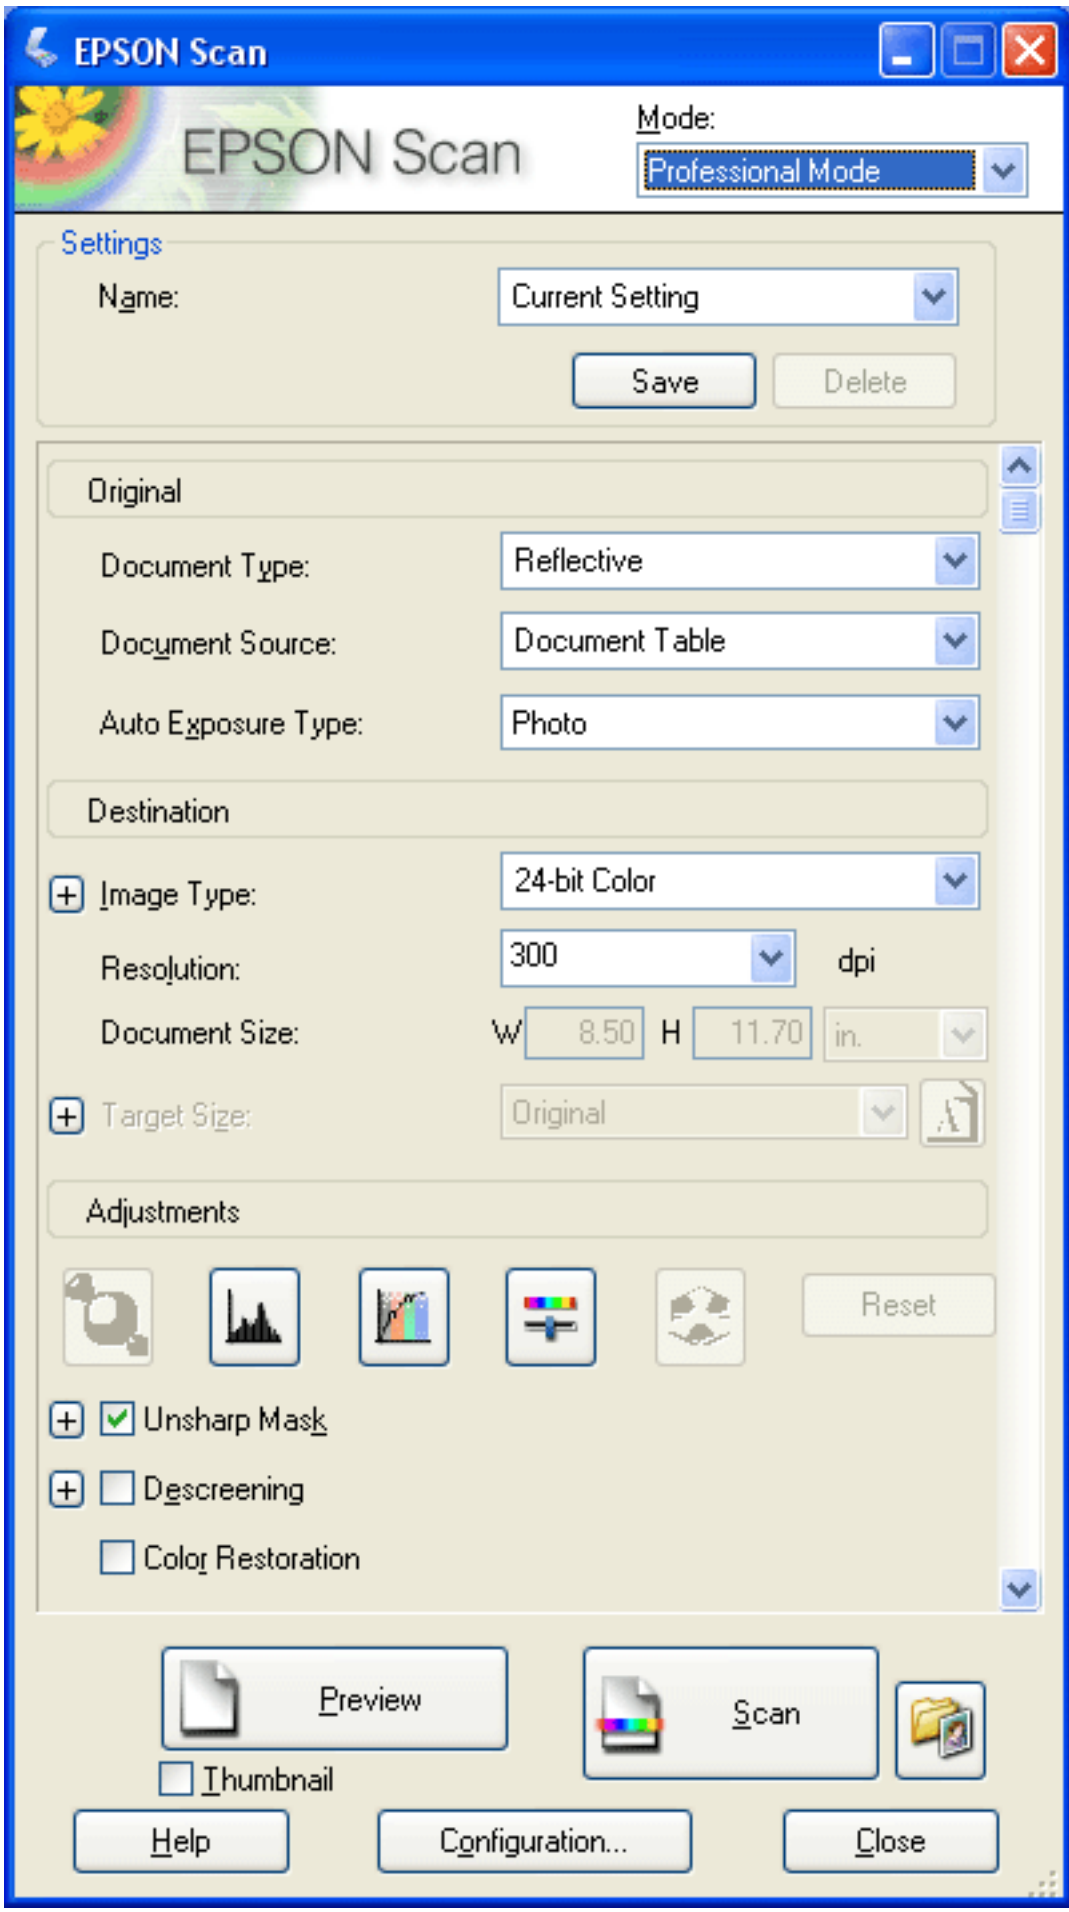 EPSON Scan
EPSON Scan
Mode:
Professional Mode
Settings
Name: Current Setting
Save Delete
Original
Document Type: Reflective
Document Source: Document Table
Auto Exposure Type: Photo
Destination
Image Type: 24-bit Color
Resolution: 300 dpi
Document Size: W 8.50 H 11.70 in.
Target Size: Original
Adjustments
Reset
Unsharp Mask
Descreening
Color Restoration
Preview Scan
Thumbnail
Help Configuration... Close